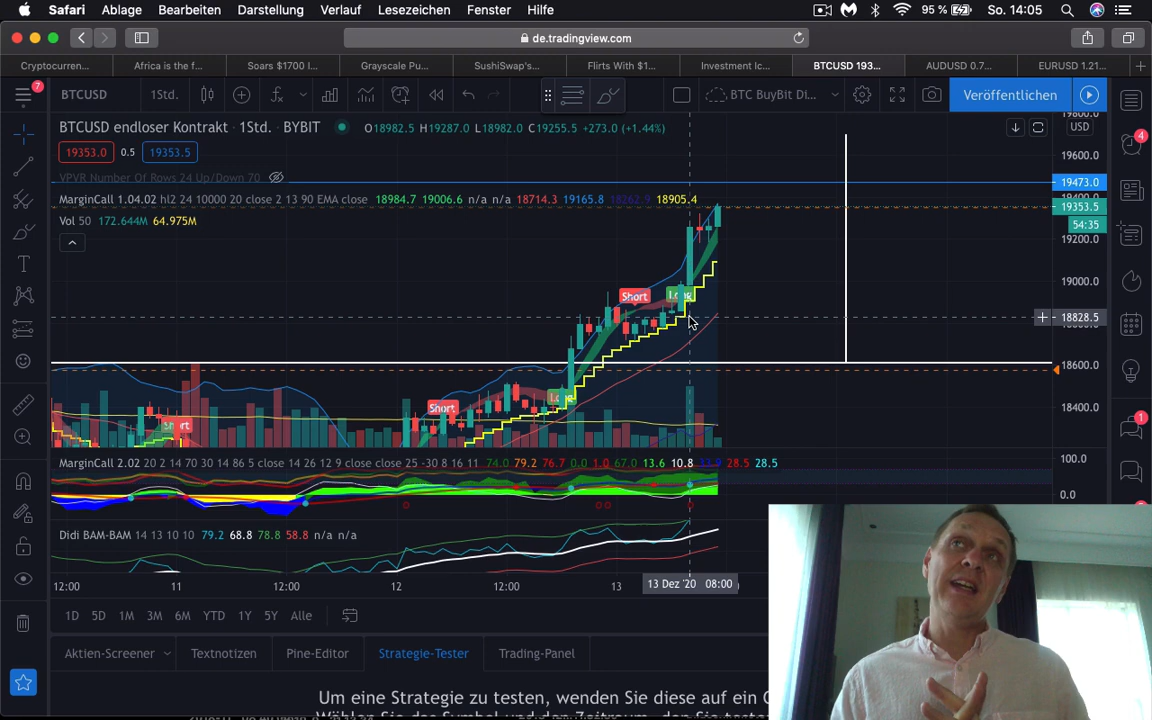 Safari Ablage Bearbeiten Darstellung Verlauf Lesezeichen Fenster Hilfe 95 % So. 14:05
de.tradingview.com
Cryptocurren... Africa is the f... Soars $1700 I... Grayscale Pu... SushiSwap's... Flirts With $1... Investment Ic... BTCUSD 193... AUDUSD 0.7... EURUSD 1.21...
7 BTCUSD 1Std. BTC BuyBit Di... Veröffentlichen
BTCUSD endloser Kontrakt · 1Std. · BYBIT O18982.5 H19287.0 L18982.0 C19255.5 +273.0 (+1.44%) USD
19353.0 0.5 19353.5
19600.0
VPVR Number Of Rows 24 Up/Down 70
19473.0
MarginCall 1.04.02 hl2 24 10000 20 close 2 13 90 EMA close 18984.7 19006.6 n/a n/a 18714.3 19165.8 18262.9 18905.4
19353.5
54:35
Vol 50 172.644M 64.975M
19200.0
19000.0
Short Long
18828.5
18600.0
Short Long
18400.0
Short
MarginCall 2.02 20 2 14 70 30 14 86 5 close 14 26 12 9 close close 25 -30 8 16 11 74.0 79.2 76.7 0.0 1.0 67.0 13.6 10.8 33.9 28.5 28.5
100.0
0.0
Didi BAM-BAM 14 13 10 10 79.2 68.8 78.8 58.8 n/a n/a
12:00 11 12:00 12 12:00 13 13 Dez '20 08:00
1D 5D 1M 3M 6M YTD 1Y 5Y Alle
Aktien-Screener Textnotizen Pine-Editor Strategie-Tester Trading-Panel
Um eine Strategie zu testen, wenden Sie diese auf ein
Wählen Sie das Symbol und den Zeitraum, den Sie testen
4
1